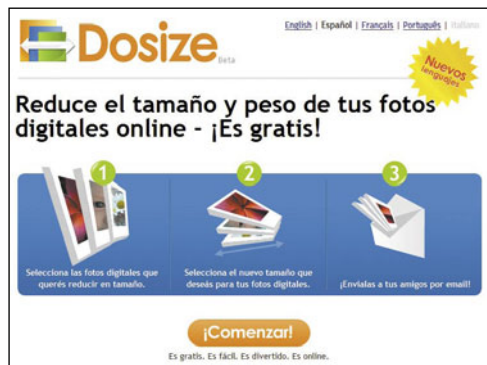 English | Español | Français | Português | Italiano
Dosize
Beta
Nuevos
lenguajes
Reduce el tamaño y peso de tus fotos
digitales online - ¡Es gratis!
1
2
3
Selecciona las fotos digitales que
querés reducir en tamaño.
Selecciona el nuevo tamaño que
deseás para tus fotos digitales.
¡Envialas a tus amigos por email!
¡Comenzar!
Es gratis. Es fácil. Es divertido. Es online.